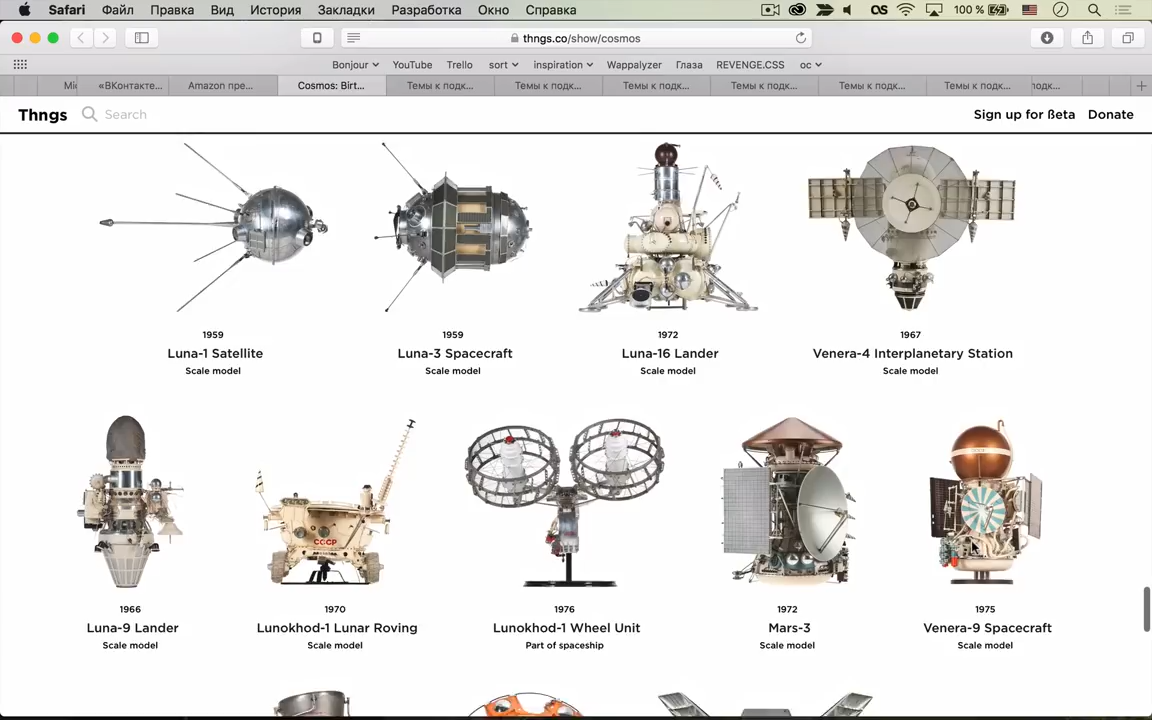 Safari Файл Правка Вид История Закладки Разработка Окно Справка 100 %
thngs.co/show/cosmos
Bonjour YouTube Trello sort inspiration Wappalyzer Глаза REVENGE.CSS ос
Mic «ВКонтакте... Amazon пре... Cosmos: Birt... Темы к подк... Темы к подк... Темы к подк... Темы к подк... Темы к подк... Темы к подк... подк...
Thngs Search Sign up for ßeta Donate
1959 1959 1972 1967
Luna-1 Satellite Luna-3 Spacecraft Luna-16 Lander Venera-4 Interplanetary Station
Scale model Scale model Scale model Scale model
СССР
1966 1970 1976 1972 1975
Luna-9 Lander Lunokhod-1 Lunar Roving Lunokhod-1 Wheel Unit Mars-3 Venera-9 Spacecraft
Scale model Scale model Part of spaceship Scale model Scale model